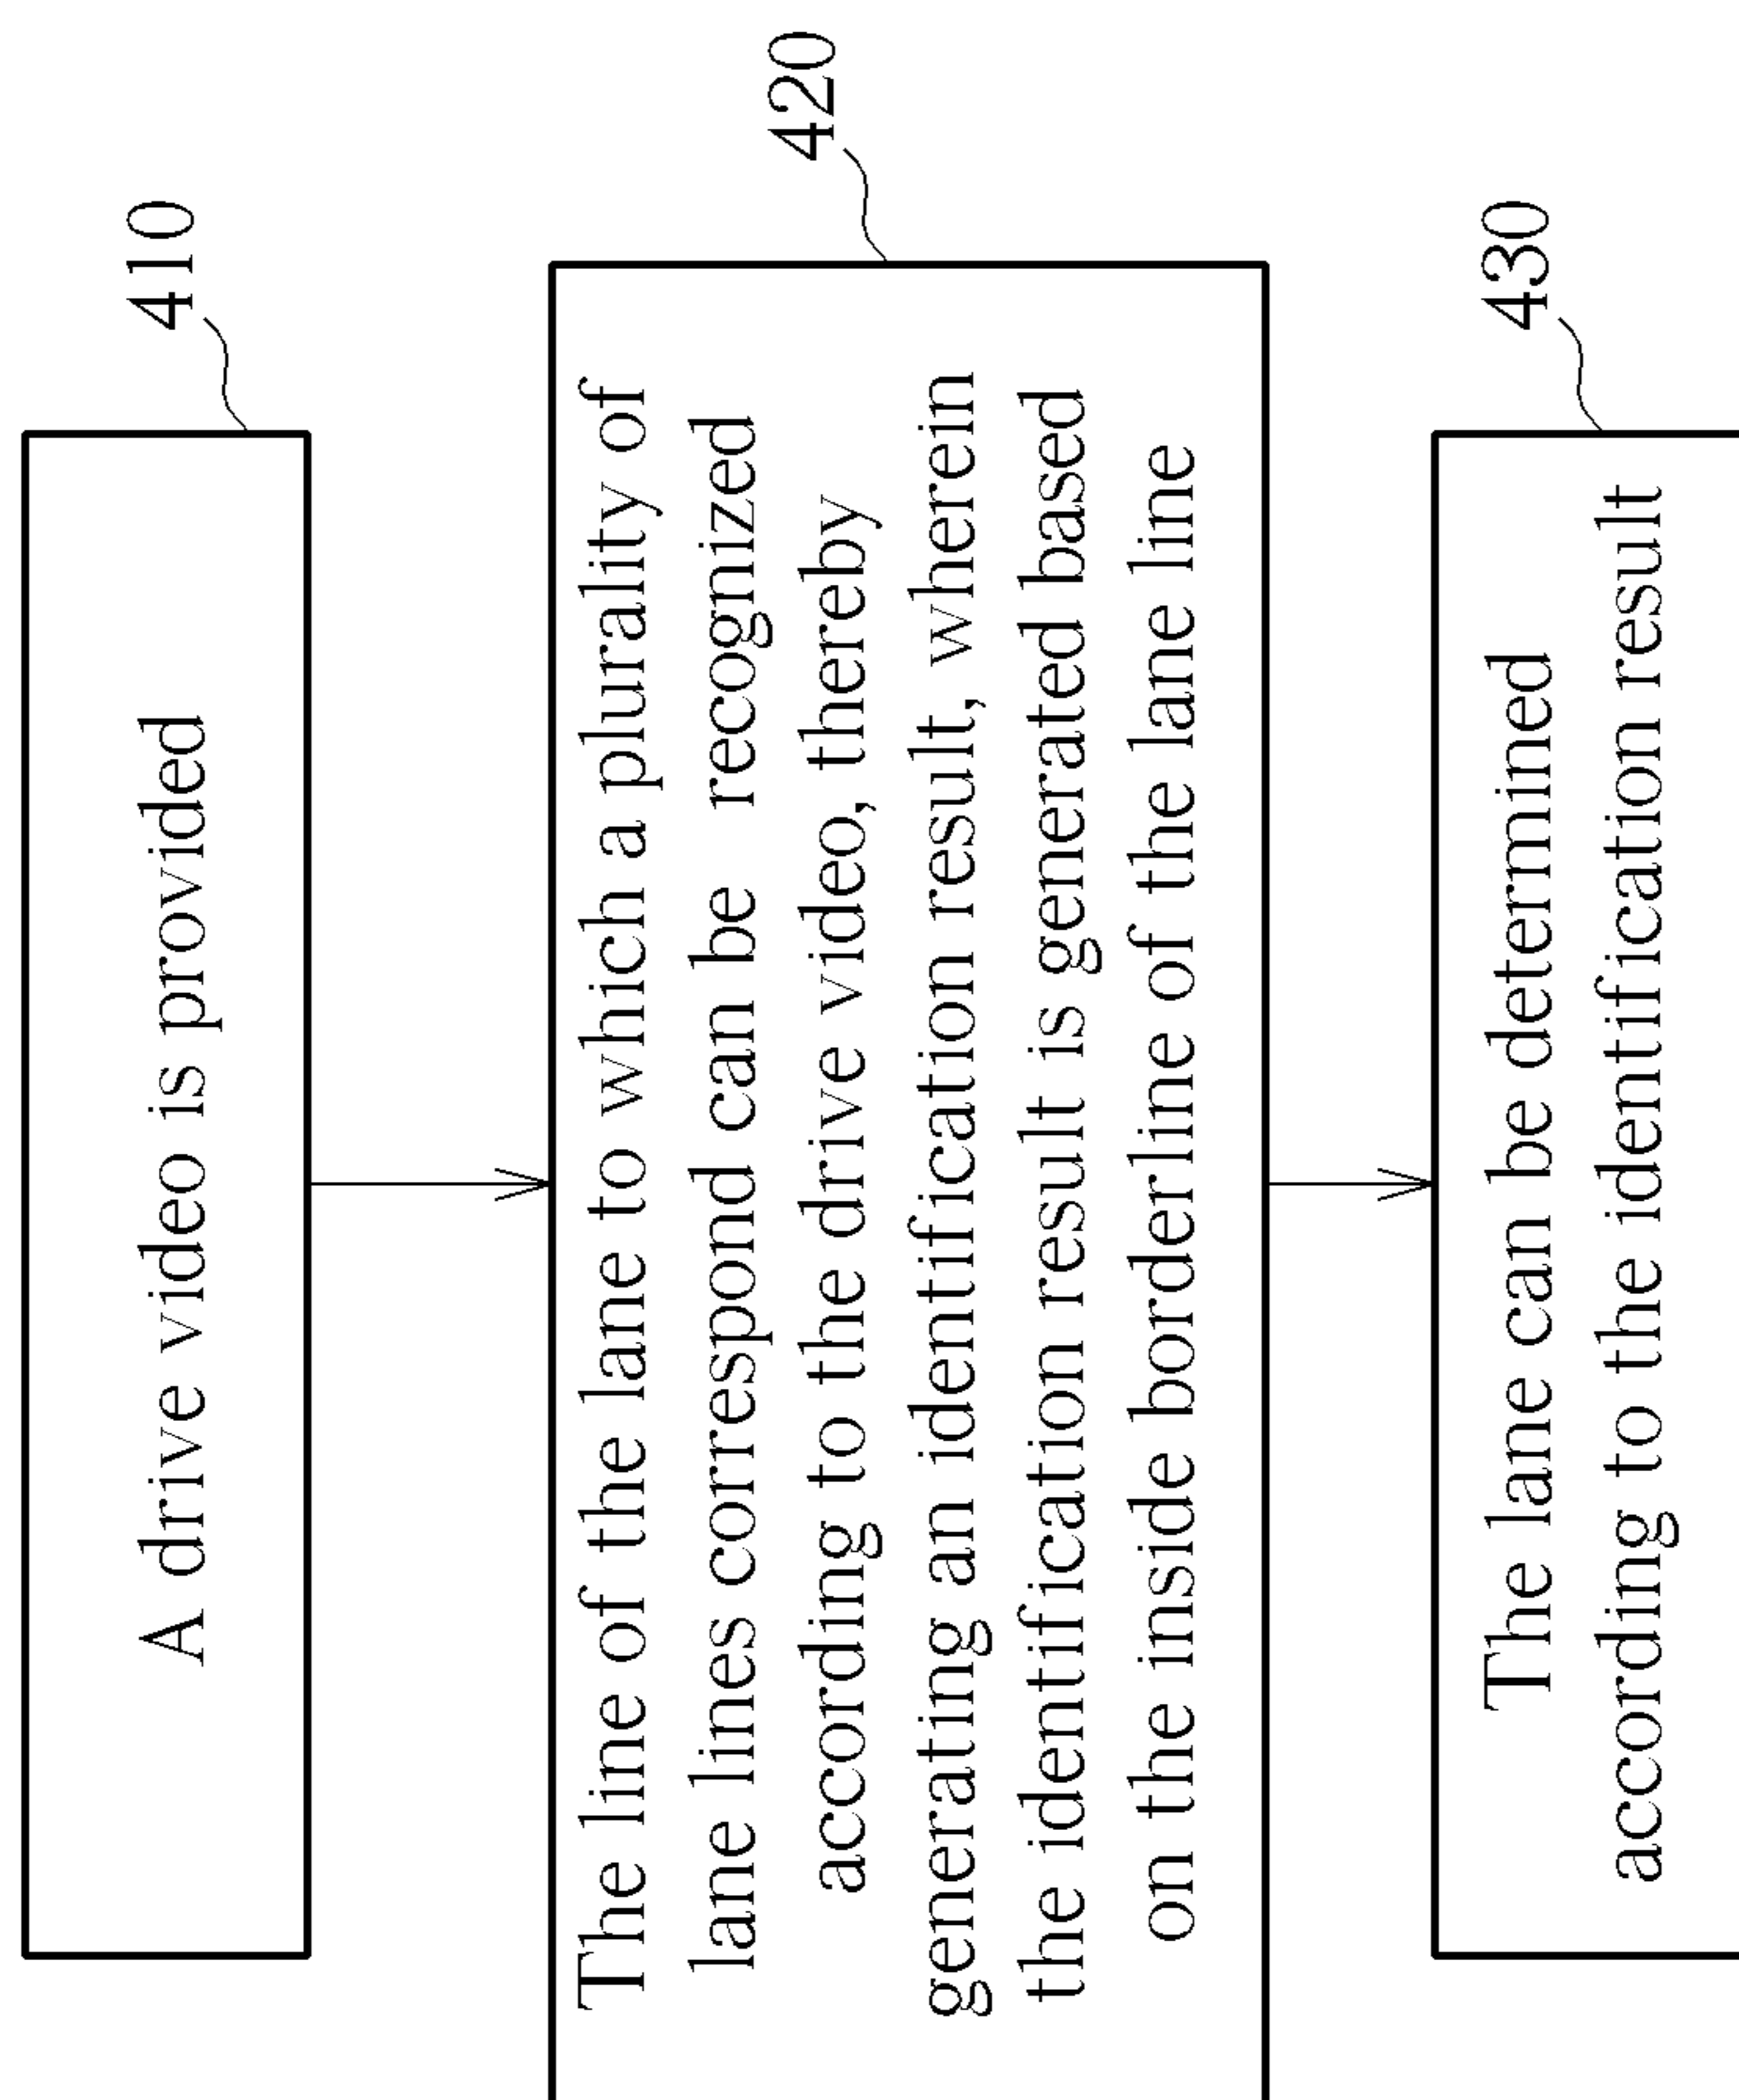 410
A drive video is provided
420
The line of the lane to which a plurality of
lane lines correspond can be recognized
according to the drive video, thereby
generating an identification result, wherein
the identification result is generated based
on the inside borderline of the lane line
430
The lane can be determined
according to the identification result